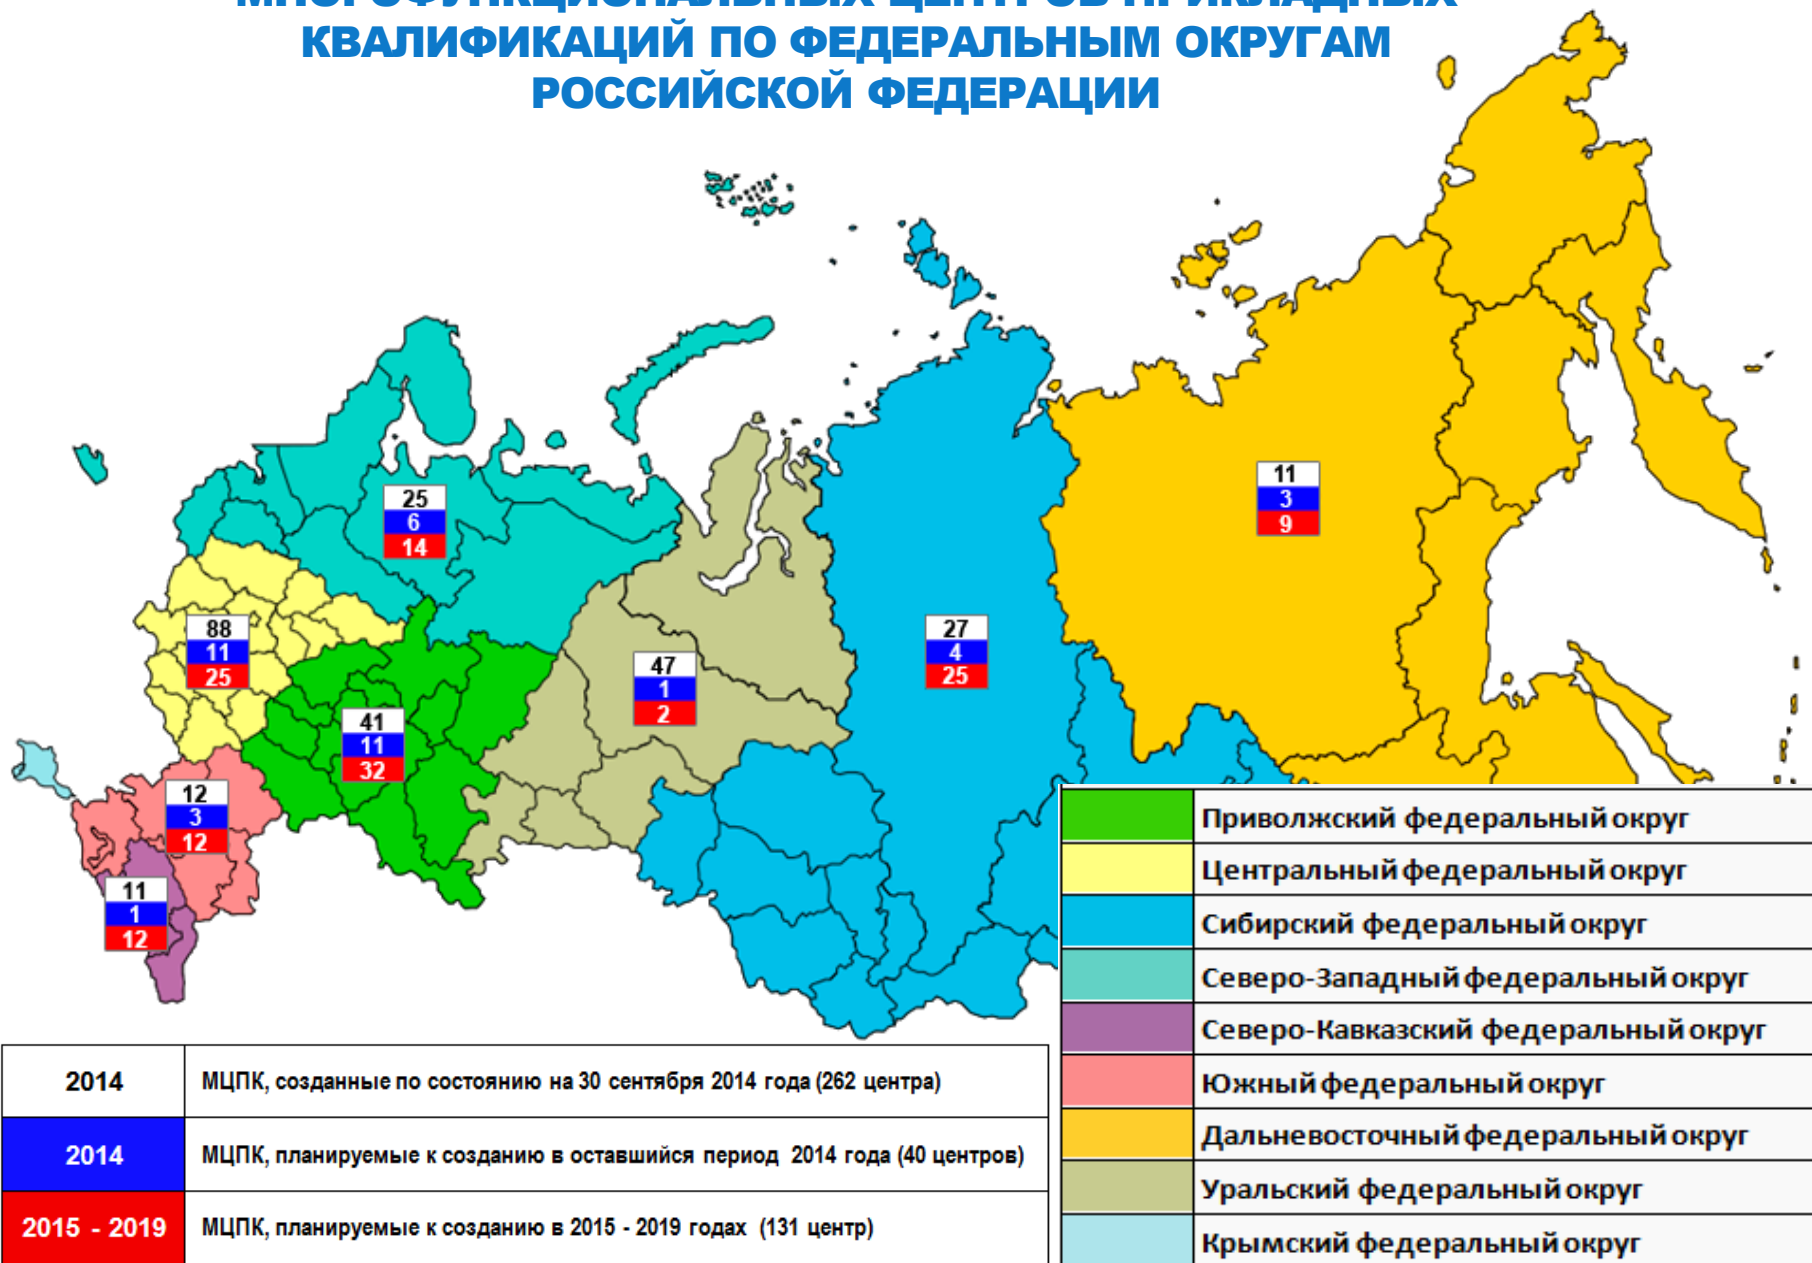 МНОГОФУНКЦИОНАЛЬНЫХ ЦЕНТРОВ ПРИКЛАДНЫХ
КВАЛИФИКАЦИЙ ПО ФЕДЕРАЛЬНЫМ ОКРУГАМ
РОССИЙСКОЙ ФЕДЕРАЦИИ
11
3
9
25
6
14
88
11
25
27
4
25
47
1
2
41
11
32
12
3
12
11
1
12
Приволжский федеральный округ
Центральный федеральный округ
Сибирский федеральный округ
Северо-Западный федеральный округ
Северо-Кавказский федеральный округ
Южный федеральный округ
Дальневосточный федеральный округ
Уральский федеральный округ
Крымский федеральный округ
2014 МЦПК, созданные по состоянию на 30 сентября 2014 года (262 центра)
2014 МЦПК, планируемые к созданию в оставшийся период 2014 года (40 центров)
2015 - 2019 МЦПК, планируемые к созданию в 2015 - 2019 годах (131 центр)